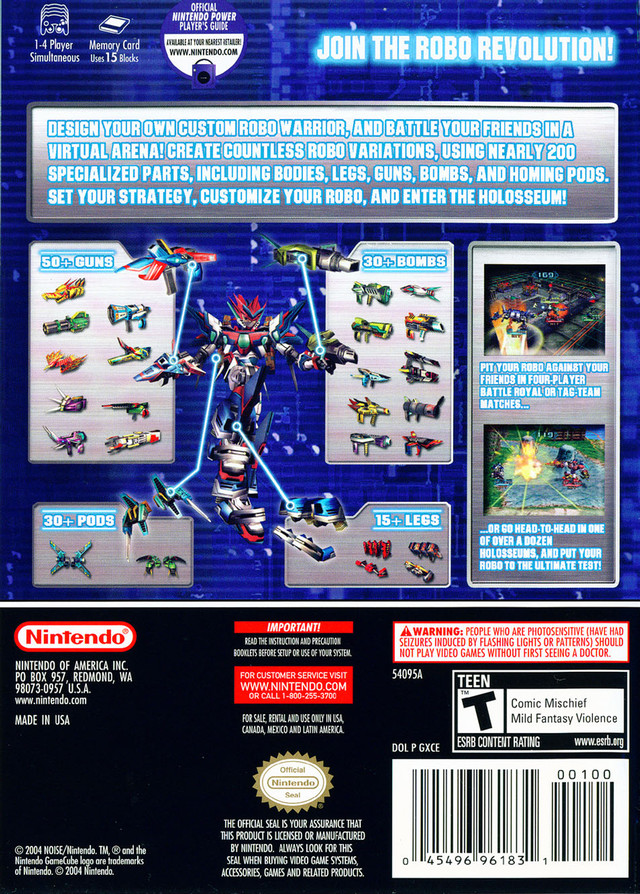 1-4 Player
Simultaneous
Memory Card
Uses 15 Blocks
OFFICIAL
NINTENDO POWER
PLAYER'S GUIDE
AVAILABLE AT YOUR NEAREST RETAILER!
WWW.NINTENDO.COM
JOIN THE ROBO REVOLUTION!
DESIGN YOUR OWN CUSTOM ROBO WARRIOR, AND BATTLE YOUR FRIENDS IN A
VIRTUAL ARENA! CREATE COUNTLESS ROBO VARIATIONS, USING NEARLY 200
SPECIALIZED PARTS, INCLUDING BODIES, LEGS, GUNS, BOMBS, AND HOMING PODS.
SET YOUR STRATEGY, CUSTOMIZE YOUR ROBO, AND ENTER THE HOLOSSEUM!
50+ GUNS
30+ BOMBS
169
PIT YOUR ROBO AGAINST YOUR
FRIENDS IN FOUR-PLAYER
BATTLE ROYAL OR TAG-TEAM
MATCHES...
...OR GO HEAD-TO-HEAD IN ONE
OF OVER A DOZEN
HOLOSSEUMS, AND PUT YOUR
ROBO TO THE ULTIMATE TEST!
30+ PODS
15+ LEGS
Nintendo®
NINTENDO OF AMERICA INC.
PO BOX 957, REDMOND, WA
98073-0957 U.S.A.
www.nintendo.com
MADE IN USA
© 2004 NOISE/Nintendo. TM, ® and the
Nintendo GameCube logo are trademarks
of Nintendo. © 2004 Nintendo.
IMPORTANT!
READ THE INSTRUCTION AND PRECAUTION
BOOKLETS BEFORE SETUP OR USE OF YOUR SYSTEM.
FOR CUSTOMER SERVICE VISIT
WWW.NINTENDO.COM
OR CALL 1-800-255-3700
FOR SALE, RENTAL AND USE ONLY IN USA,
CANADA, MEXICO AND LATIN AMERICA.
Official
Nintendo
Seal
®
THE OFFICIAL SEAL IS YOUR ASSURANCE THAT
THIS PRODUCT IS LICENSED OR MANUFACTURED
BY NINTENDO. ALWAYS LOOK FOR THIS
SEAL WHEN BUYING VIDEO GAME SYSTEMS,
ACCESSORIES, GAMES AND RELATED PRODUCTS.
WARNING: PEOPLE WHO ARE PHOTOSENSITIVE (HAVE HAD
SEIZURES INDUCED BY FLASHING LIGHTS OR PATTERNS) SHOULD
NOT PLAY VIDEO GAMES WITHOUT FIRST SEEING A DOCTOR.
54095A
DOL P GXCE
TEEN
TM
T
Comic Mischief
Mild Fantasy Violence
ESRB CONTENT RATING
www.esrb.org
00100
0 45496 96183 1